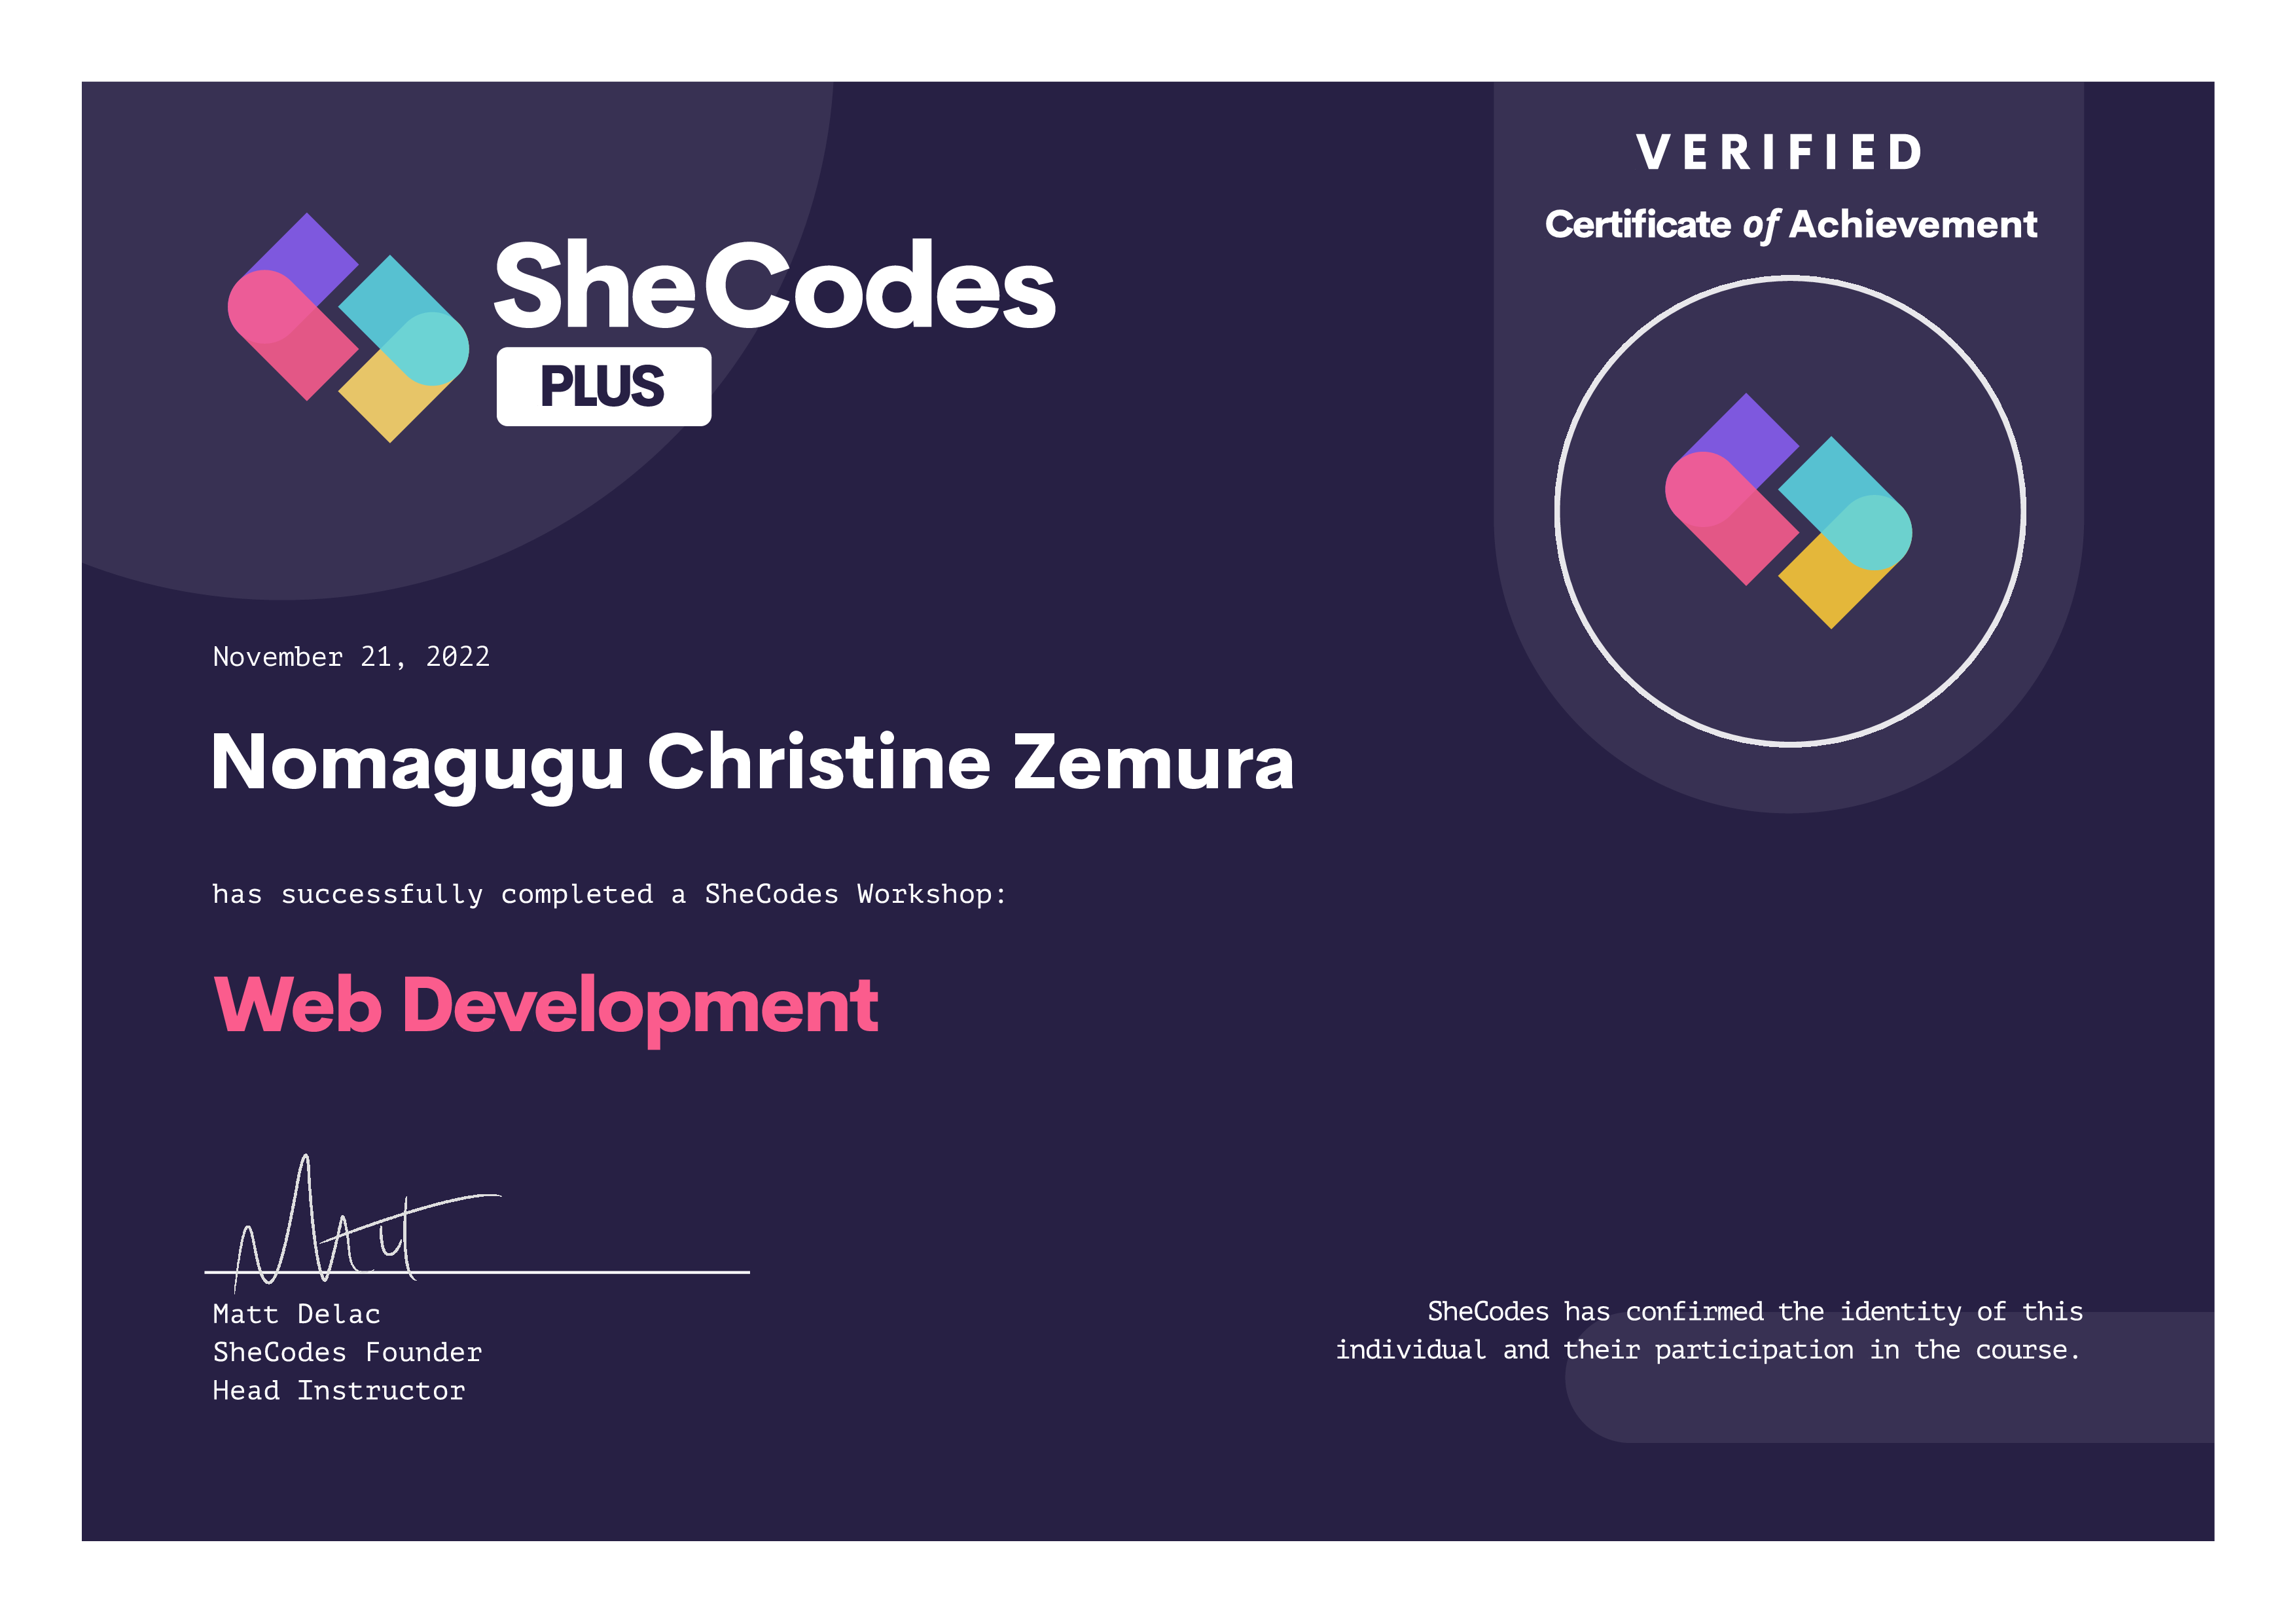 SheCodes
PLUS
VERIFIED
Certificate of Achievement
November 21, 2022
Nomagugu Christine Zemura
has successfully completed a SheCodes Workshop:
Web Development
Matt
Matt Delac
SheCodes Founder
Head Instructor
SheCodes has confirmed the identity of this
individual and their participation in the course.